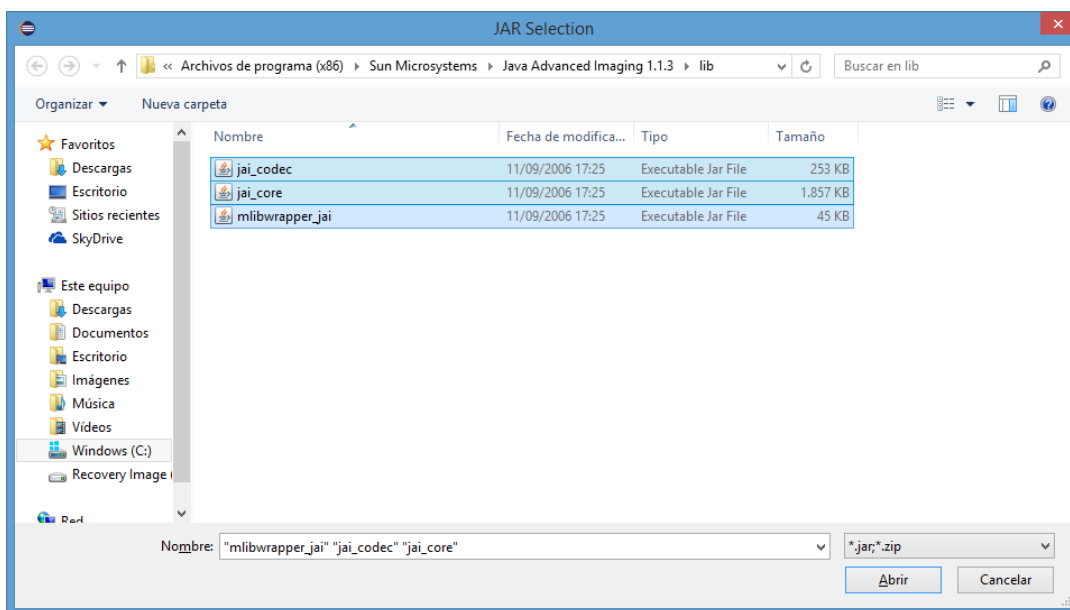 JAR Selection
« Archivos de programa (x86) Sun Microsystems Java Advanced Imaging 1.1.3 lib Buscar en lib
Organizar Nueva carpeta
Favoritos
Descargas
Escritorio
Sitios recientes
SkyDrive
Este equipo
Descargas
Documentos
Escritorio
Imágenes
Música
Vídeos
Windows (C:)
Recovery Image (
Red
Nombre Fecha de modifica... Tipo Tamaño
jai_codec 11/09/2006 17:25 Executable Jar File 253 KB
jai_core 11/09/2006 17:25 Executable Jar File 1.857 KB
mlibwrapper_jai 11/09/2006 17:25 Executable Jar File 45 KB
Nombre: "mlibwrapper_jai" "jai_codec" "jai_core" *.jar;*.zip
Abrir Cancelar